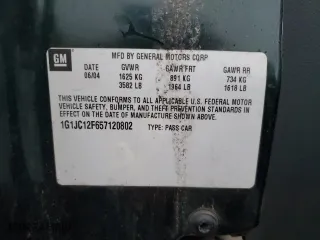 GM
MFD BY GENERAL MOTORS CORP
DATE GVWR GAWR FRT GAWR RR
06/04 1625 KG 891 KG 734 KG
3582 LB 1964 LB 1618 LB
THIS VEHICLE CONFORMS TO ALL APPLICABLE U.S. FEDERAL MOTOR
VEHICLE SAFETY, BUMPER, AND THEFT PREVENTION STANDARDS
IN EFFECT ON THE DATE OF MANUFACTURE SHOWN ABOVE.
1G1JC12F657120802 TYPE: PASS CAR